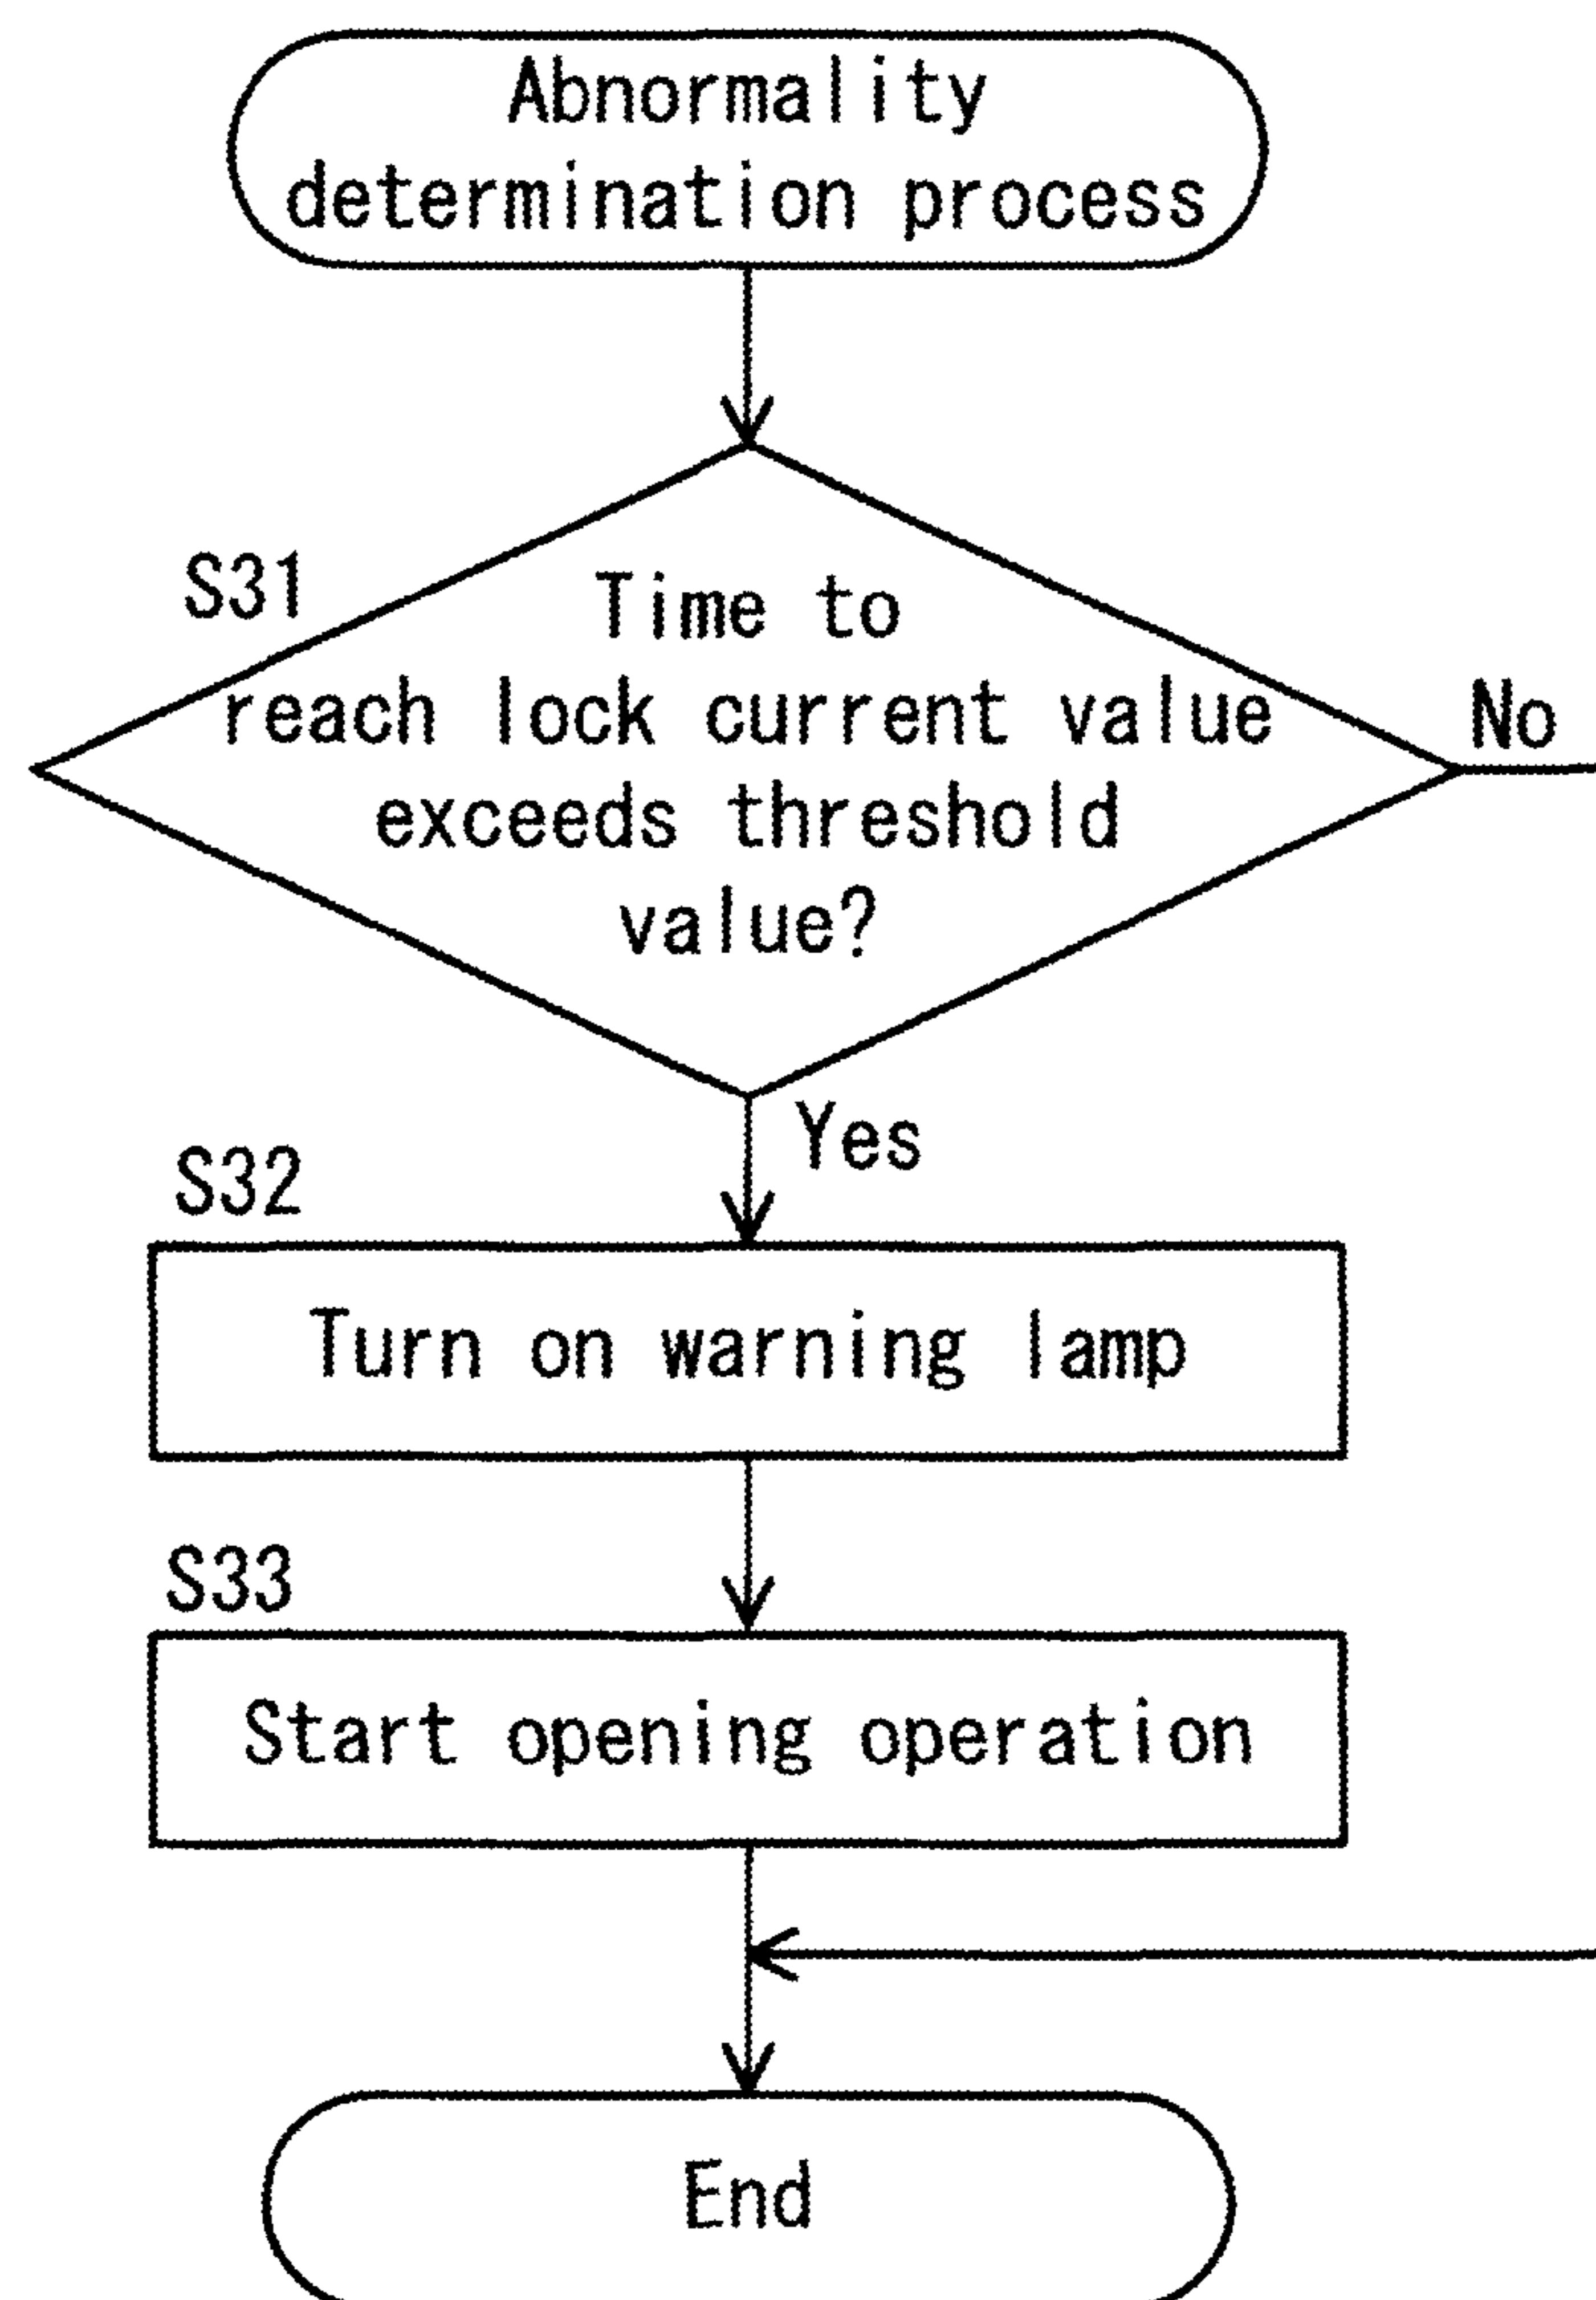 Abnormality
determination process
S31
Time to
reach lock current value
exceeds threshold
value?
No
Yes
S32
Turn on warning lamp
S33
Start opening operation
End